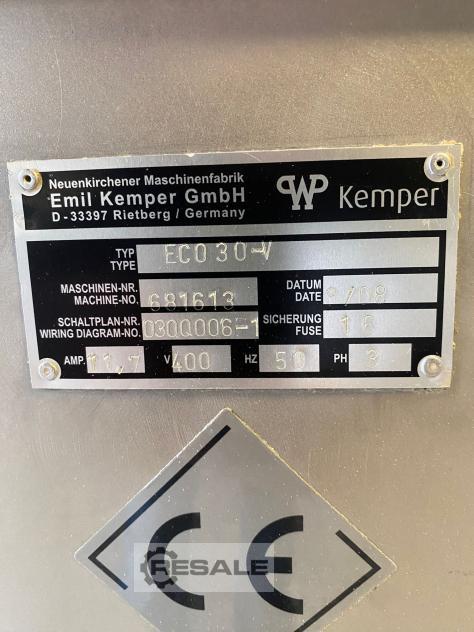 Neuenkirchener Maschinenfabrik
Emil Kemper GmbH
D-33397 Rietberg / Germany
WP Kemper
TYP
TYPE ECO 30-V
MASCHINEN-NR.
MACHINE-NO. 681613
DATUM
DATE /08
SCHALTPLAN-NR.
WIRING DIAGRAM-NO. 030Q006-1
SICHERUNG
FUSE 16
AMP. 11,7 V 400 HZ 50 PH 3
CE
RESALE